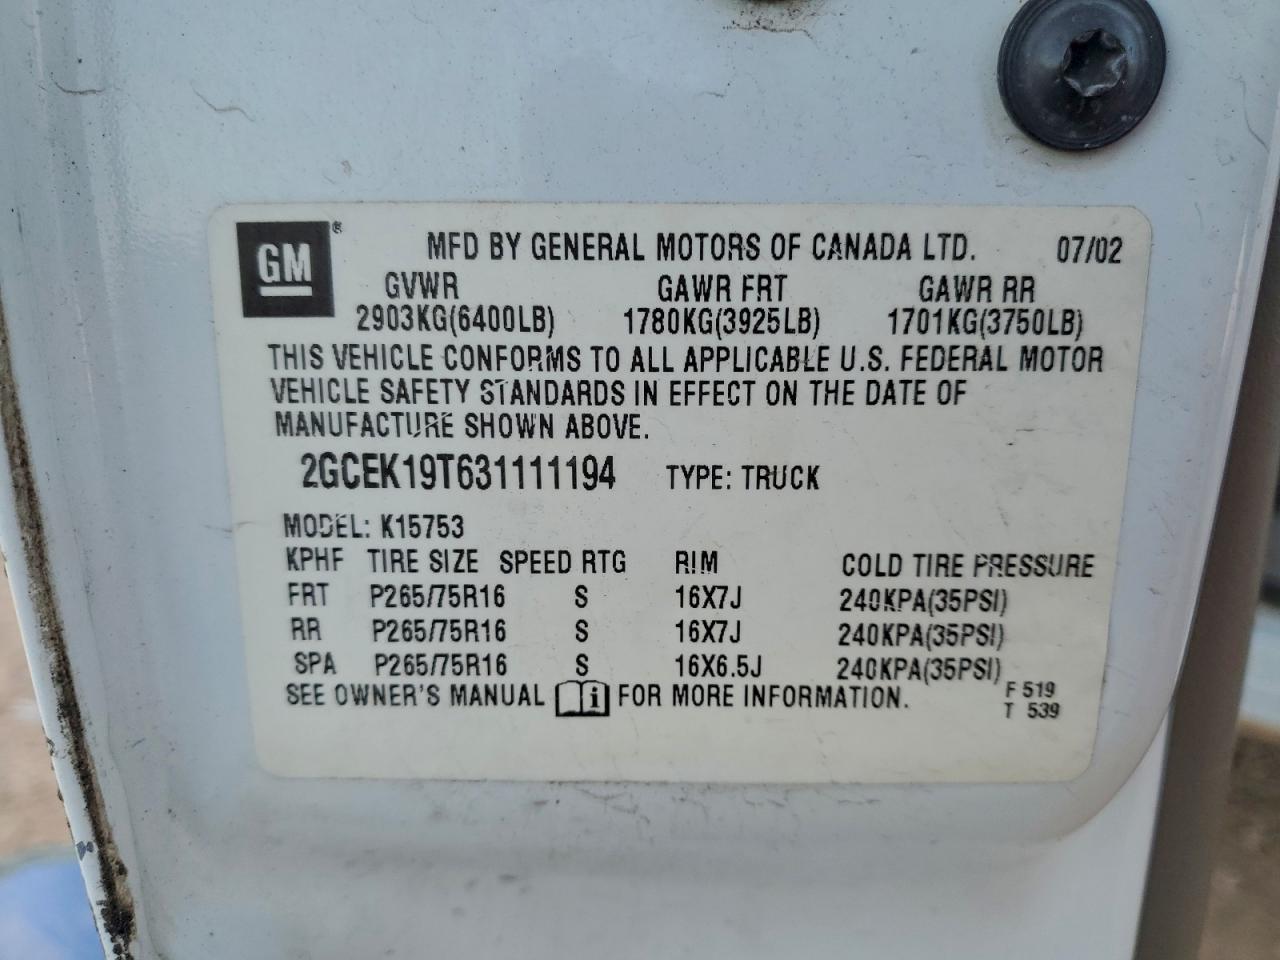 GM® MFD BY GENERAL MOTORS OF CANADA LTD. 07/02
GVWR GAWR FRT GAWR RR
2903KG(6400LB) 1780KG(3925LB) 1701KG(3750LB)
THIS VEHICLE CONFORMS TO ALL APPLICABLE U.S. FEDERAL MOTOR
VEHICLE SAFETY STANDARDS IN EFFECT ON THE DATE OF
MANUFACTURE SHOWN ABOVE.
2GCEK19T631111194 TYPE: TRUCK
MODEL: K15753
KPHF TIRE SIZE SPEED RTG RIM COLD TIRE PRESSURE
FRT P265/75R16 S 16X7J 240KPA(35PSI)
RR P265/75R16 S 16X7J 240KPA(35PSI)
SPA P265/75R16 S 16X6.5J 240KPA(35PSI)
SEE OWNER'S MANUAL i FOR MORE INFORMATION. F 519
T 539